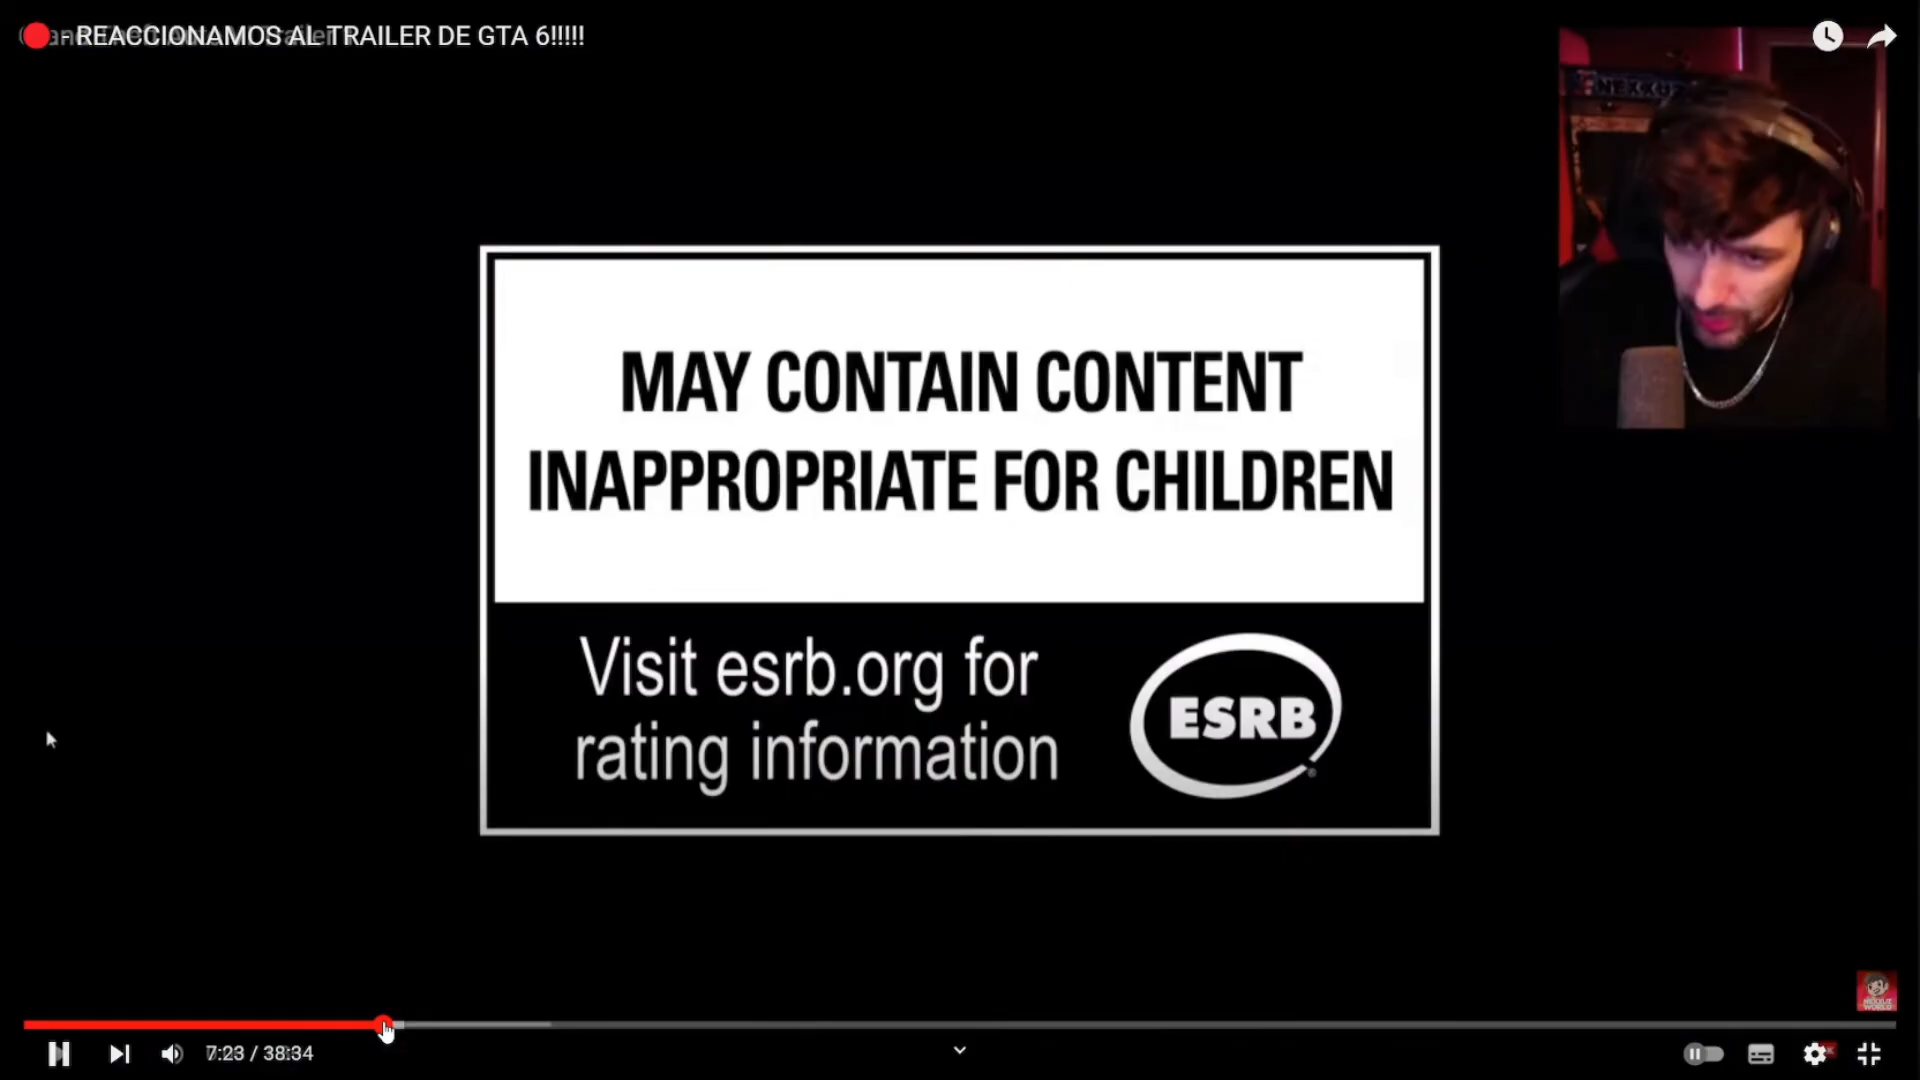 - REACCIONAMOS AL TRAILER DE GTA 6!!!!!
MAY CONTAIN CONTENT
INAPPROPRIATE FOR CHILDREN
Visit esrb.org for
rating information
ESRB
7:23 / 38:34